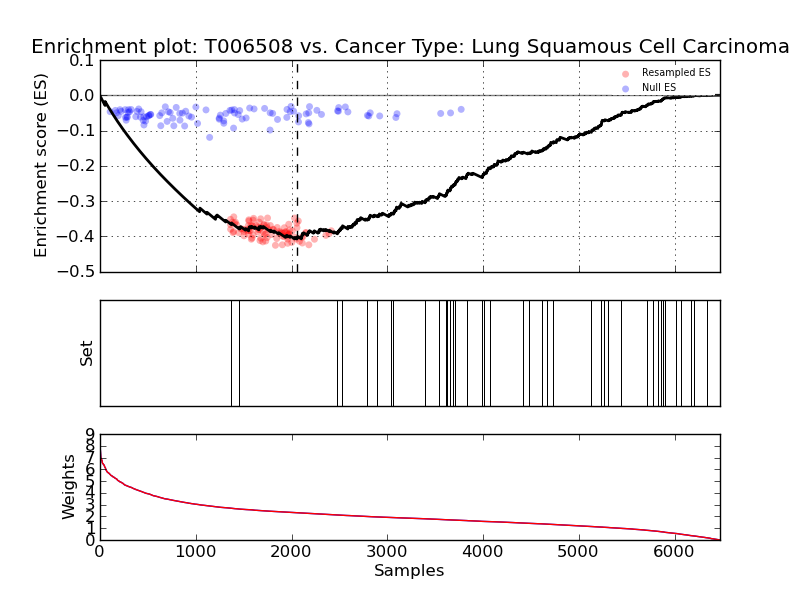 Enrichment plot: T006508 vs. Cancer Type: Lung Squamous Cell Carcinoma
0.1
0.0
−0.1
−0.2
−0.3
−0.4
−0.5
Enrichment score (ES)
Resampled ES
Null ES
Set
9
8
7
6
5
4
3
2
1
0
Weights
0 1000 2000 3000 4000 5000 6000
Samples